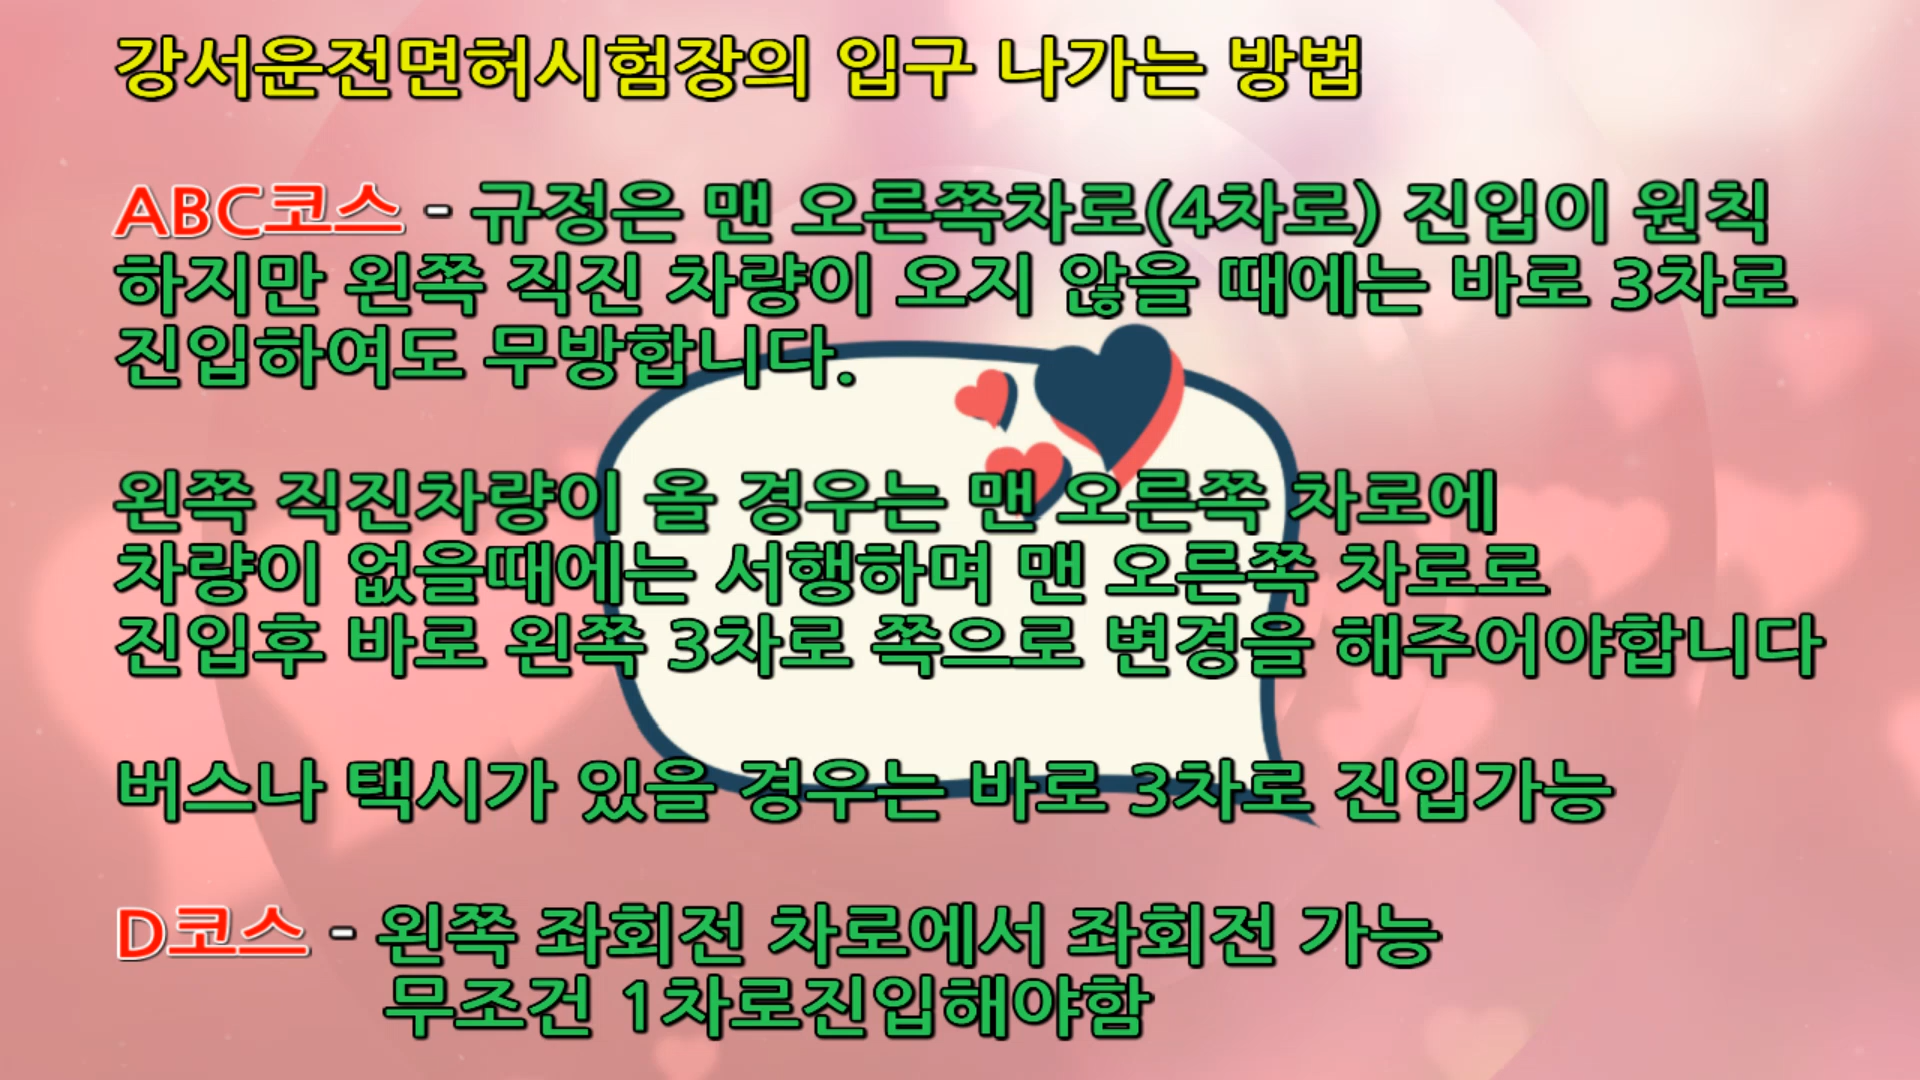 강서운전면허시험장의 입구 나가는 방법
ABC코스 - 규정은 맨 오른쪽차로(4차로) 진입이 원칙
하지만 왼쪽 직진 차량이 오지 않을 때에는 바로 3차로
진입하여도 무방합니다.
왼쪽 직진차량이 올 경우는 맨 오른쪽 차로에
차량이 없을때에는 서행하며 맨 오른쪽 차로로
진입후 바로 왼쪽 3차로 쪽으로 변경을 해주어야합니다
버스나 택시가 있을 경우는 바로 3차로 진입가능
D코스 - 왼쪽 좌회전 차로에서 좌회전 가능
무조건 1차로진입해야함